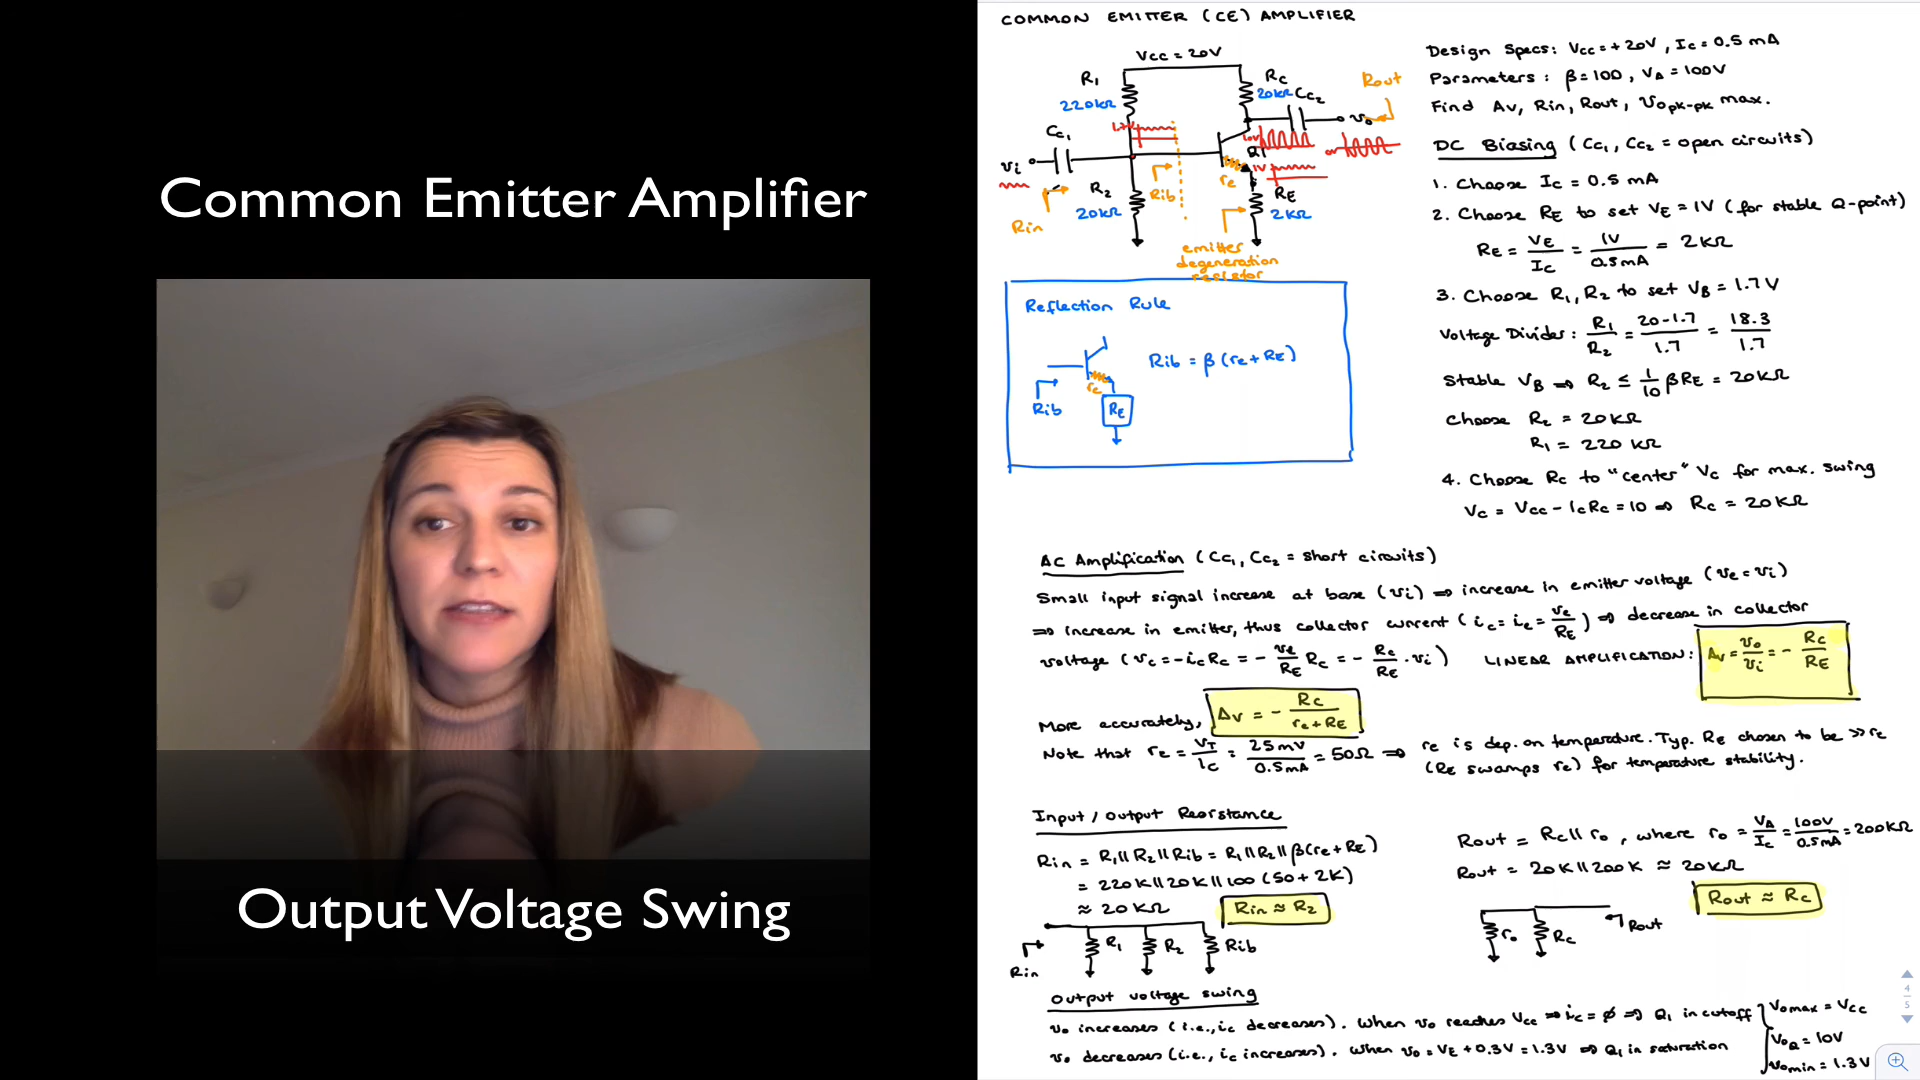 Common Emitter Amplifier
Output Voltage Swing
COMMON EMITTER (CE) AMPLIFIER
Vcc = 20V
R1
220kΩ
Rc
20kΩ
Cc2
Rout
vo
Cc1
1.7V
10V
0V
Q1
vi
re
1V
Rib
R2
20kΩ
RE
2kΩ
Rin
emitter
degeneration
resistor
Reflection Rule
Rib = β(re+RE)
re
Rib
RE
Design Specs: Vcc=+20V, Ic=0.5mA
Parameters: β=100, VA=100V
Find Av, Rin, Rout, vopk-pk max.
DC Biasing (Cc1, Cc2 = open circuits)
1. Choose Ic = 0.5 mA
2. Choose RE to set VE = 1V (for stable Q-point)
RE = VE/Ic = 1V/0.5mA = 2kΩ
3. Choose R1, R2 to set VB = 1.7V
Voltage Divider: R1/R2 = 20-1.7/1.7 = 18.3/1.7
Stable VB ⇒ R2 ≤ 1/10 βRE = 20kΩ
Choose R2 = 20kΩ
R1 = 220 kΩ
4. Choose Rc to "center" Vc for max. swing
Vc = Vcc - IcRc = 10 ⇒ Rc = 20kΩ
AC Amplification (Cc1, Cc2 = short circuits)
Small input signal increase at base (vi) ⇒ increase in emitter voltage (ve = vi)
⇒ increase in emitter, thus collector current (ic = ie = ve/RE) ⇒ decrease in collector
voltage (vc = -icRc = - ve/RE Rc = - Rc/RE · vi) LINEAR AMPLIFICATION: Av = vo/vi = - Rc/RE
More accurately, Av = - Rc/re+RE
Note that re = VT/Ic = 25mV/0.5mA = 50Ω ⇒ re is dep. on temperature. Typ. RE chosen to be >> re
(RE swamps re) for temperature stability.
Input / Output Resistance
Rin = R1||R2||Rib = R1||R2||β(re+RE)
= 220K||20K||100(50+2K)
≈ 20kΩ Rin ≈ R2
Rin
R1
R2
Rib
Rout = Rc||ro, where ro = VA/Ic = 100V/0.5mA = 200kΩ
Rout = 20K||200K ≈ 20kΩ
Rout ≈ Rc
ro
Rc
Rout
Output voltage swing
vo increases (i.e., ic decreases). When vo reaches Vcc ⇒ ic = ø ⇒ Q1 in cutoff
vo decreases (i.e., ic increases). When vo = VE + 0.3V = 1.3V ⇒ Q1 in saturation
Vomax = Vcc
VoQ = 10V
Vomin = 1.3V
4
5